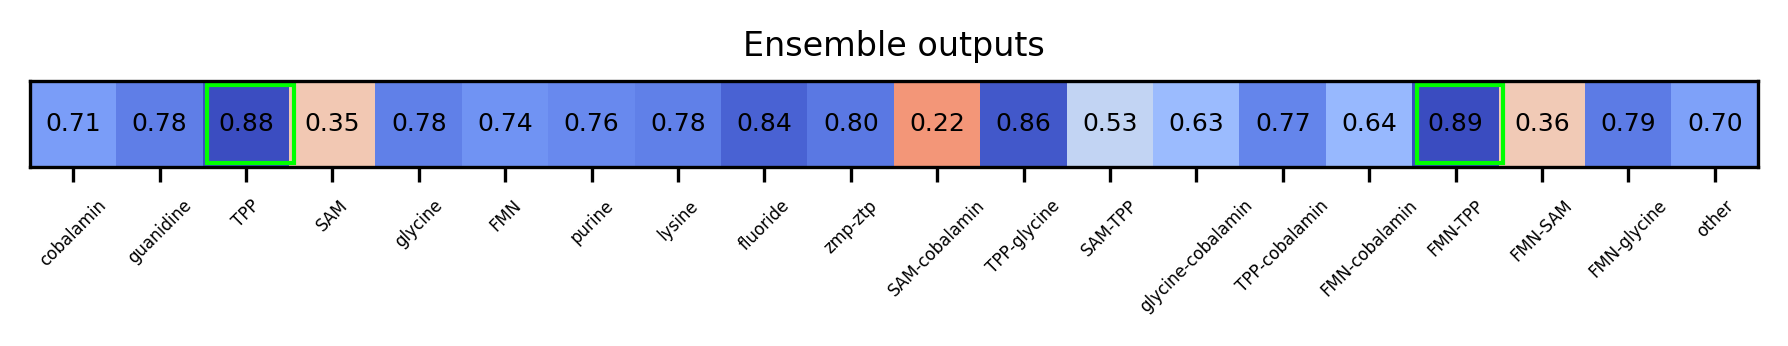 Ensemble outputs
0.71 0.78 0.88 0.35 0.78 0.74 0.76 0.78 0.84 0.80 0.22 0.86 0.53 0.63 0.77 0.64 0.89 0.36 0.79 0.70
cobalamin guanidine TPP SAM glycine FMN purine lysine fluoride zmp-ztp SAM-cobalamin TPP-glycine SAM-TPP glycine-cobalamin TPP-cobalamin FMN-cobalamin FMN-TPP FMN-SAM FMN-glycine other